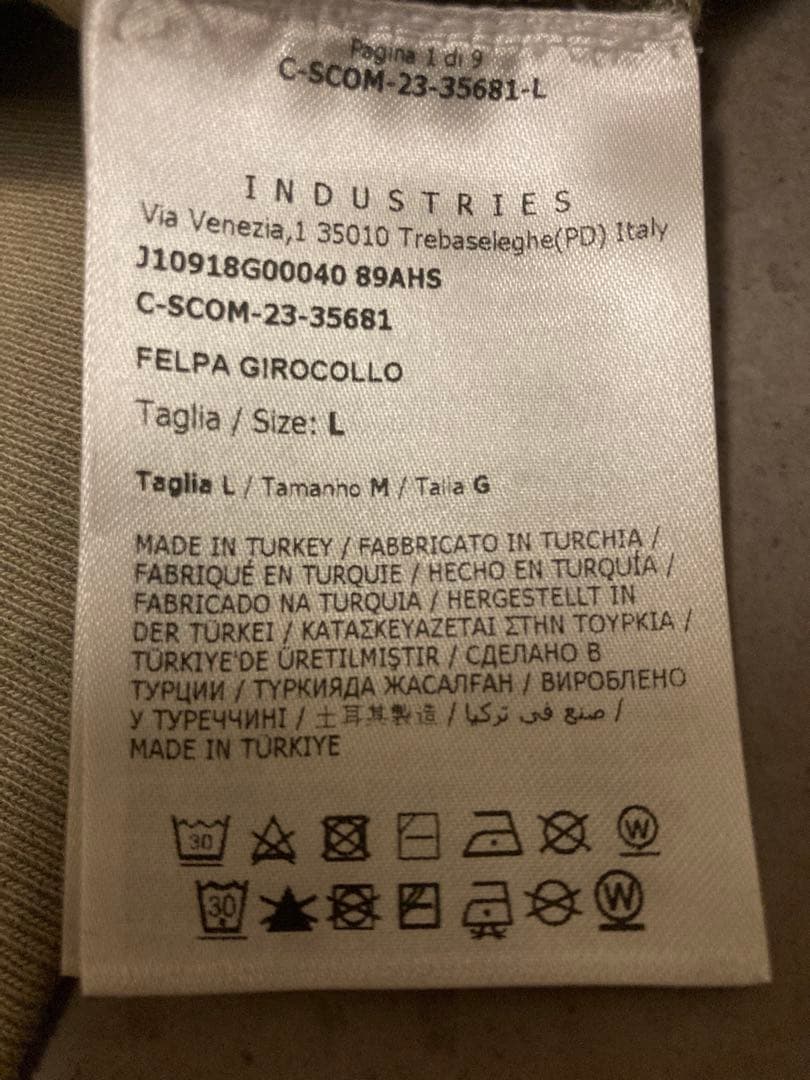 Pagina 1 di 9
C-SCOM-23-35681-L
INDUSTRIES
Via Venezia,1 35010 Trebaseleghe(PD) Italy
J10918G00040 89AHS
C-SCOM-23-35681
FELPA GIROCOLLO
Taglia / Size: L
Taglia L / Tamanho M / Talla G
MADE IN TURKEY / FABBRICATO IN TURCHIA /
FABRIQUÉ EN TURQUIE / HECHO EN TURQUÍA /
FABRICADO NA TURQUIA / HERGESTELLT IN
DER TÜRKEI / ΚΑΤΑΣΚΕΥΑΖΕΤΑΙ ΣΤΗΝ ΤΟΥΡΚΙΑ /
TÜRKIYE'DE ÜRETILMIŞTIR / СДЕЛАНО В
ТУРЦИИ / ТҮРКИЯДА ЖАСАЛҒАН / ВИРОБЛЕНО
У ТУРЕЧЧИНІ / 土耳其製造 / صنع في تركيا /
MADE IN TÜRKIYE
30 W
30 W